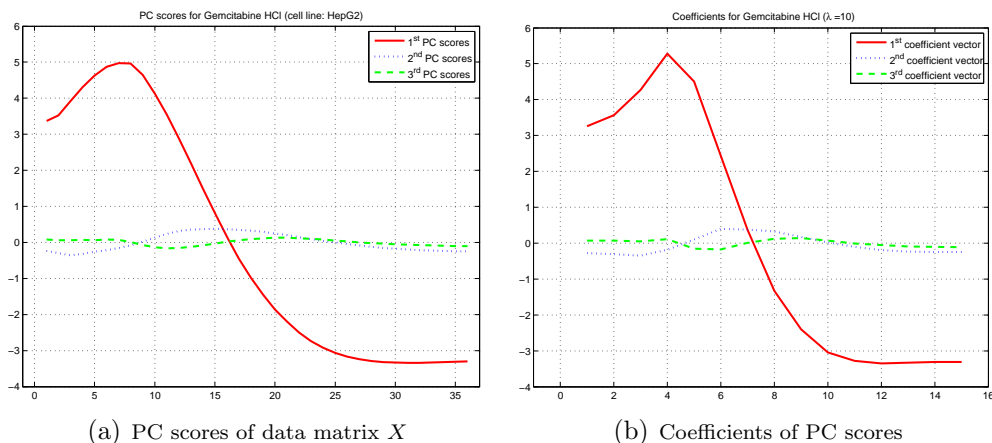 PC scores for Gemcitabine HCl (cell line: HepG2)
1st PC scores
2nd PC scores
3rd PC scores
6
5
4
3
2
1
0
−1
−2
−3
−4
0 5 10 15 20 25 30 35
(a) PC scores of data matrix X
Coefficients for Gemcitabine HCl (λ =10)
1st coefficient vector
2nd coefficient vector
3rd coefficient vector
6
5
4
3
2
1
0
−1
−2
−3
−4
0 2 4 6 8 10 12 14 16
(b) Coefficients of PC scores